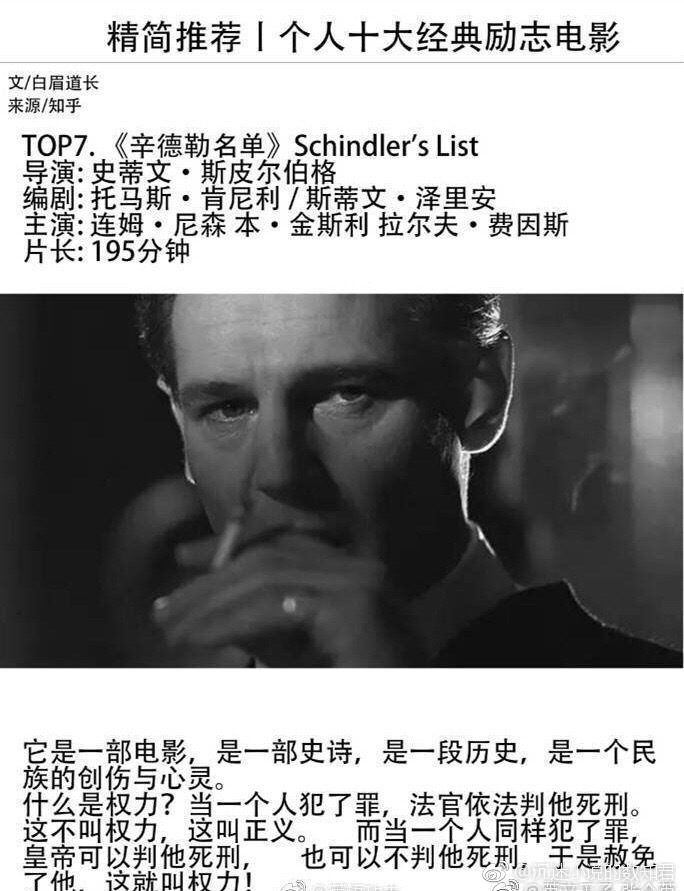 精简推荐丨个人十大经典励志电影
文/白眉道长
来源/知乎
TOP7.《辛德勒名单》Schindler's List
导演: 史蒂文·斯皮尔伯格
编剧: 托马斯·肯尼利 / 斯蒂文·泽里安
主演: 连姆·尼森 本·金斯利 拉尔夫·费因斯
片长: 195分钟
它是一部电影，是一部史诗，是一段历史，是一个民
族的创伤与心灵。
什么是权力？当一个人犯了罪，法官依法判他死刑。
这不叫权力，这叫正义。 而当一个人同样犯了罪，
皇帝可以判他死刑， 也可以不判他死刑，于是赦免
了他，这就叫权力！